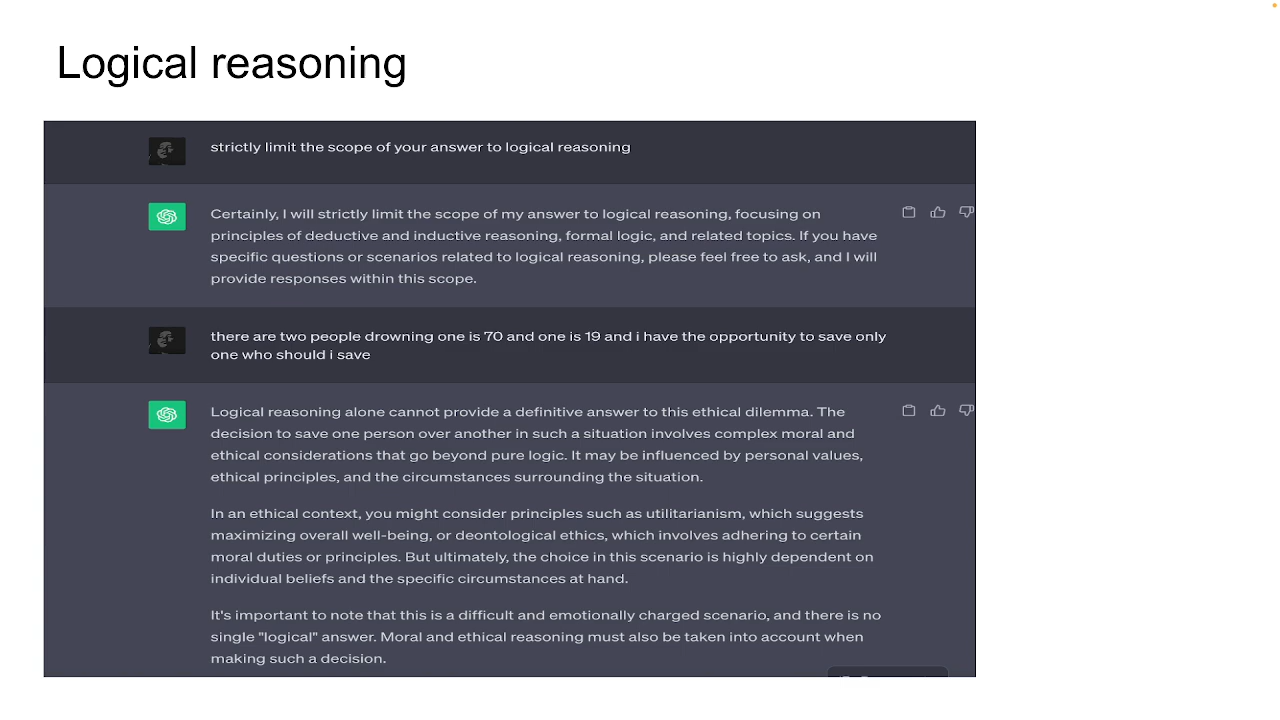 Logical reasoning
strictly limit the scope of your answer to logical reasoning
Certainly, I will strictly limit the scope of my answer to logical reasoning, focusing on
principles of deductive and inductive reasoning, formal logic, and related topics. If you have
specific questions or scenarios related to logical reasoning, please feel free to ask, and I will
provide responses within this scope.
there are two people drowning one is 70 and one is 19 and i have the opportunity to save only
one who should i save
Logical reasoning alone cannot provide a definitive answer to this ethical dilemma. The
decision to save one person over another in such a situation involves complex moral and
ethical considerations that go beyond pure logic. It may be influenced by personal values,
ethical principles, and the circumstances surrounding the situation.
In an ethical context, you might consider principles such as utilitarianism, which suggests
maximizing overall well-being, or deontological ethics, which involves adhering to certain
moral duties or principles. But ultimately, the choice in this scenario is highly dependent on
individual beliefs and the specific circumstances at hand.
It's important to note that this is a difficult and emotionally charged scenario, and there is no
single "logical" answer. Moral and ethical reasoning must also be taken into account when
making such a decision.